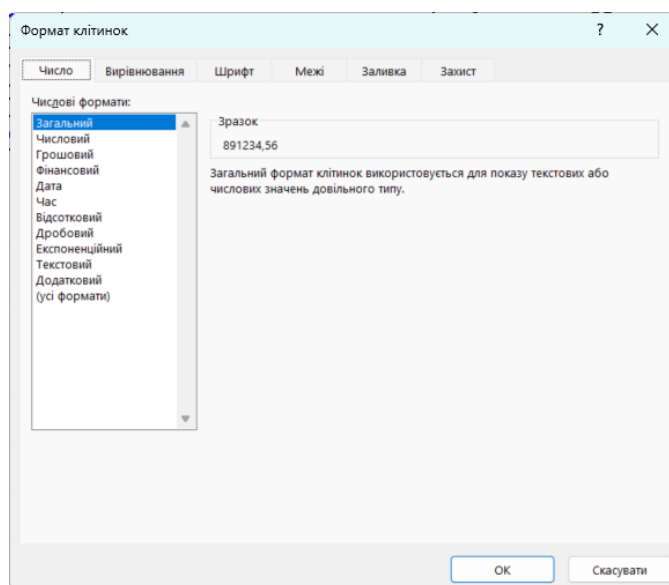 Формат клітинок
Число Вирівнювання Шрифт Межі Заливка Захист
Числові формати:
Загальний
Числовий
Грошовий
Фінансовий
Дата
Час
Відсотковий
Дробовий
Експоненційний
Текстовий
Додатковий
(усі формати)
Зразок
891234,56
Загальний формат клітинок використовується для показу текстових або
числових значень довільного типу.
ОК Скасувати